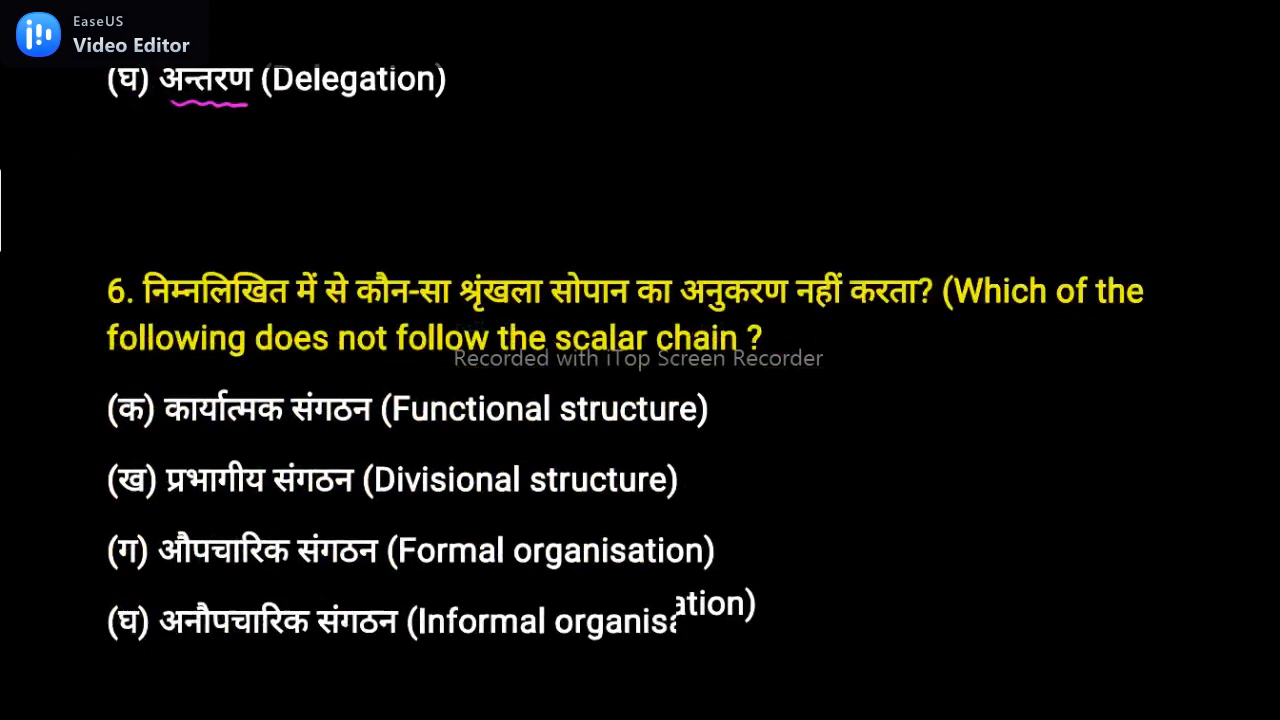 EaseUS
Video Editor
(घ) अन्तरण (Delegation)
6. निम्नलिखित में से कौन-सा श्रृंखला सोपान का अनुकरण नहीं करता? (Which of the
following does not follow the scalar chain ?
Recorded with iTop Screen Recorder
(क) कार्यात्मक संगठन (Functional structure)
(ख) प्रभागीय संगठन (Divisional structure)
(ग) औपचारिक संगठन (Formal organisation)
(घ) अनौपचारिक संगठन (Informal organisation)